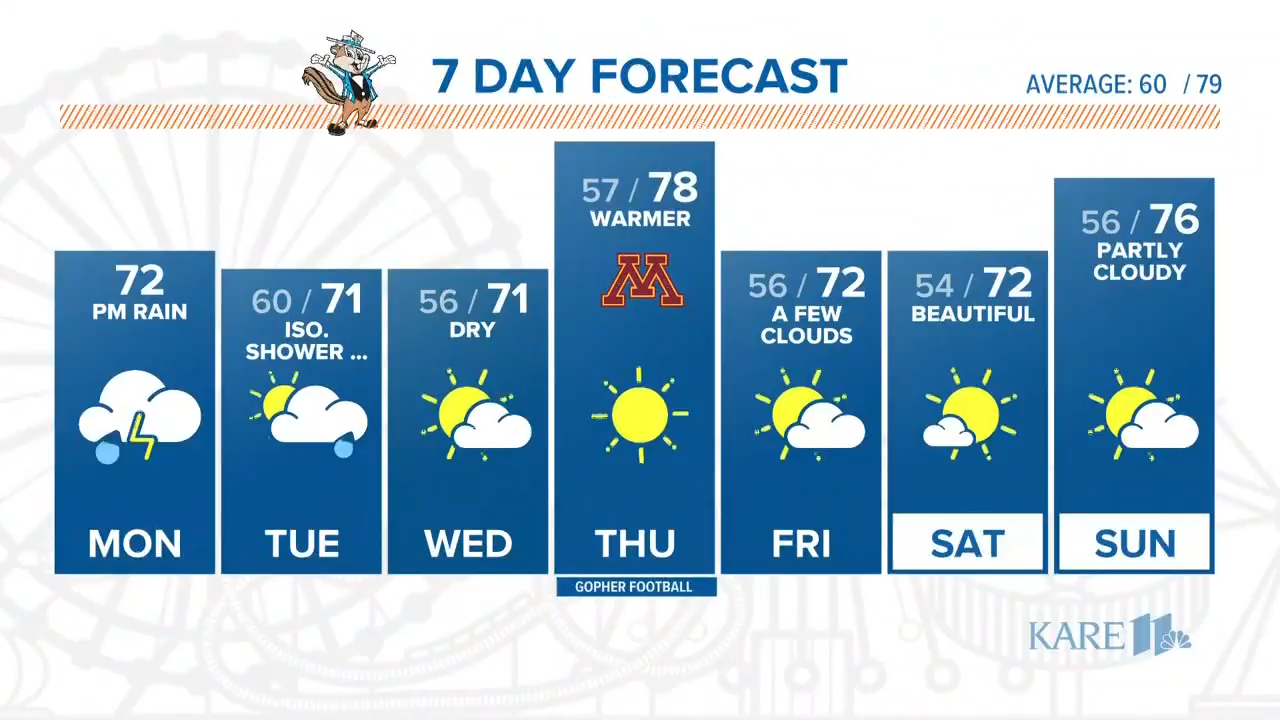 7 DAY FORECAST
AVERAGE: 60 / 79
72
PM RAIN
MON
60 / 71
ISO.
SHOWER ...
TUE
56 / 71
DRY
WED
57 / 78
WARMER
M
THU
GOPHER FOOTBALL
56 / 72
A FEW
CLOUDS
FRI
54 / 72
BEAUTIFUL
SAT
56 / 76
PARTLY
CLOUDY
SUN
KARE 11